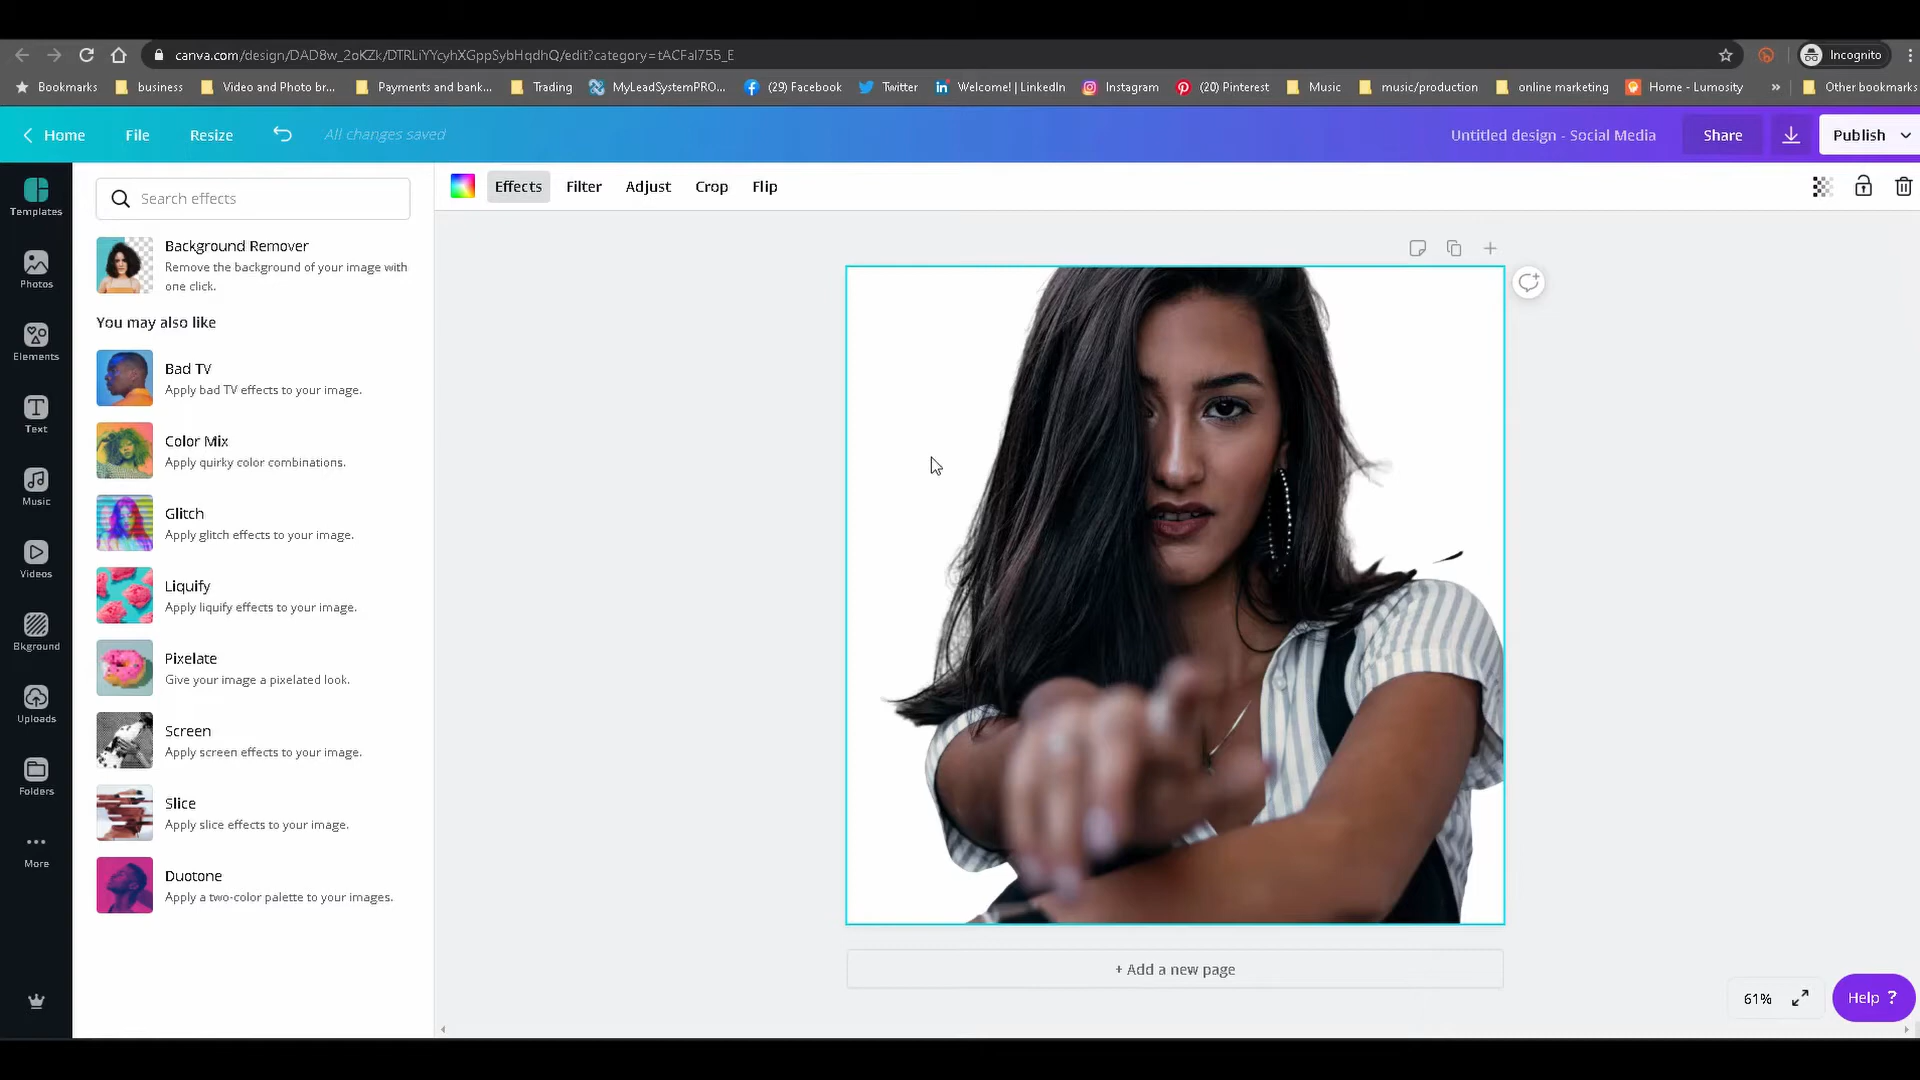 canva.com/design/DAD8w_2oKZk/DTRLiYYcyhXGppSybHqdhQ/edit?category=tACFal755_E
Incognito
Bookmarks
business
Video and Photo br...
Payments and bank...
Trading
MyLeadSystemPRO...
(29) Facebook
Twitter
Welcome! | LinkedIn
Instagram
(20) Pinterest
Music
music/production
online marketing
Home - Lumosity
»
Other bookmarks
Home
File
Resize
All changes saved
Untitled design - Social Media
Share
Publish
Templates
Photos
Elements
Text
Music
Videos
Bkground
Uploads
Folders
More
Search effects
Background Remover
Remove the background of your image with
one click.
You may also like
Bad TV
Apply bad TV effects to your image.
Color Mix
Apply quirky color combinations.
Glitch
Apply glitch effects to your image.
Liquify
Apply liquify effects to your image.
Pixelate
Give your image a pixelated look.
Screen
Apply screen effects to your image.
Slice
Apply slice effects to your image.
Duotone
Apply a two-color palette to your images.
Effects
Filter
Adjust
Crop
Flip
+ Add a new page
61%
Help ?